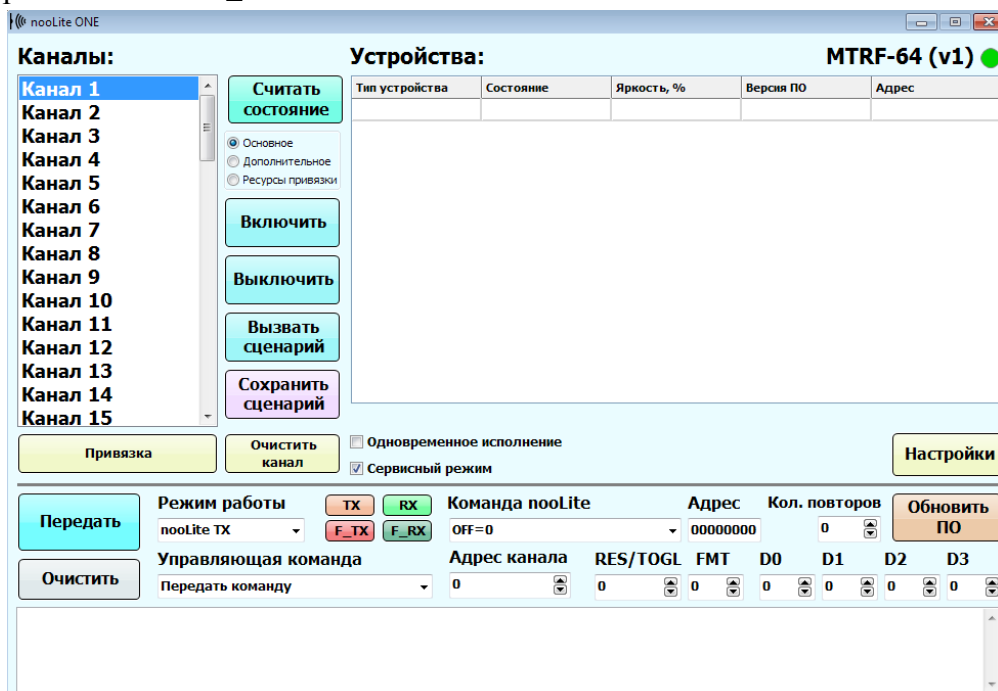 nooLite ONE
Каналы:
Устройства:
MTRF-64 (v1)
Канал 1
Канал 2
Канал 3
Канал 4
Канал 5
Канал 6
Канал 7
Канал 8
Канал 9
Канал 10
Канал 11
Канал 12
Канал 13
Канал 14
Канал 15
Считать
состояние
Основное
Дополнительное
Ресурсы привязки
Включить
Выключить
Вызвать
сценарий
Сохранить
сценарий
Тип устройства Состояние Яркость, % Версия ПО Адрес
Привязка
Очистить
канал
Одновременное исполнение
Сервисный режим
Настройки
Передать
Очистить
Режим работы
nooLite TX
TX RX
F_TX F_RX
Команда nooLite
OFF=0
Адрес
00000000
Кол. повторов
0
Обновить
ПО
Управляющая команда
Передать команду
Адрес канала
0
RES/TOGL FMT D0 D1 D2 D3
0 0 0 0 0 0